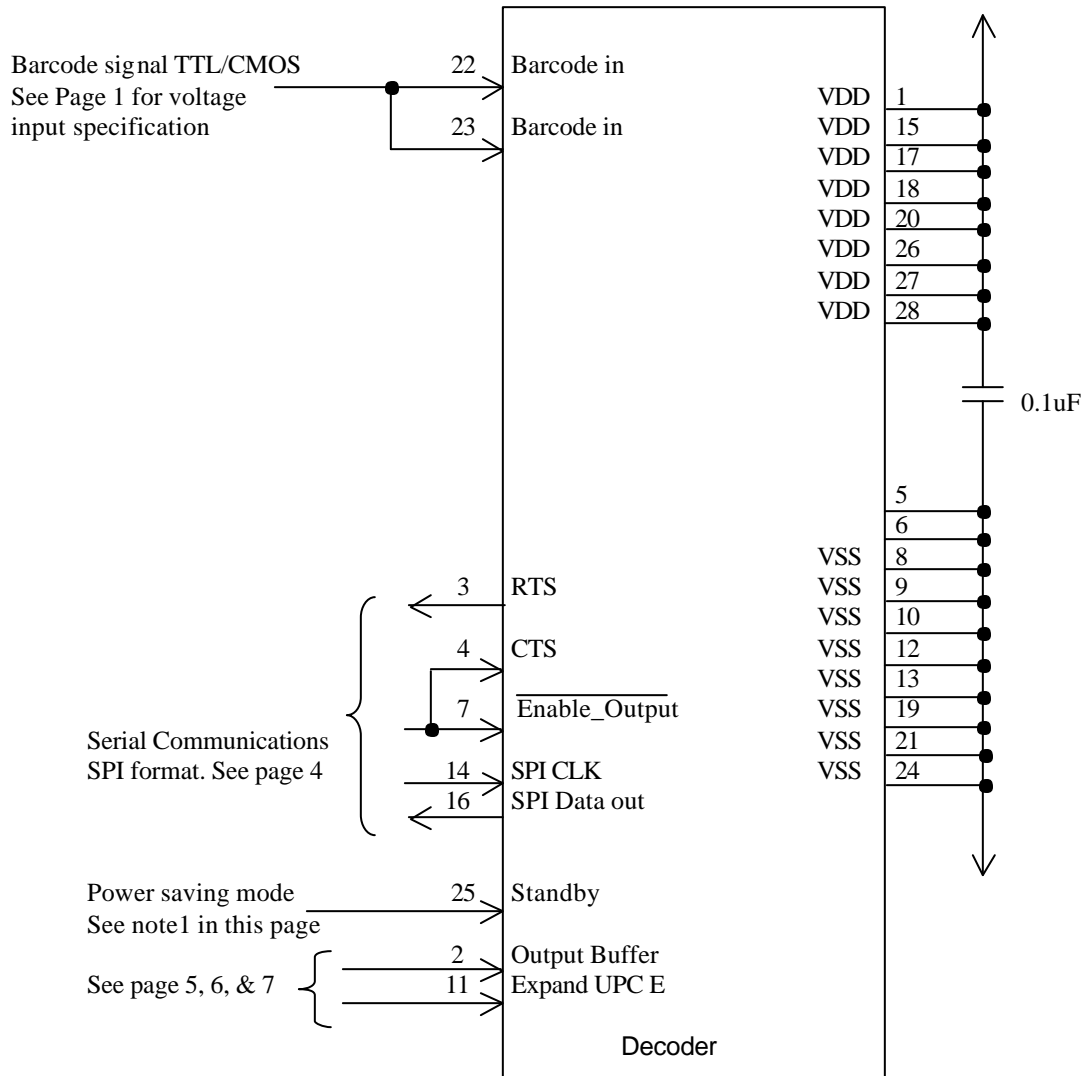 Barcode signal TTL/CMOS
See Page 1 for voltage
input specification
22 Barcode in
23 Barcode in
VDD 1
VDD 15
VDD 17
VDD 18
VDD 20
VDD 26
VDD 27
VDD 28
0.1uF
5
6
VSS 8
VSS 9
VSS 10
VSS 12
VSS 13
VSS 19
VSS 21
VSS 24
3 RTS
4 CTS
7 Enable_Output
Serial Communications
SPI format. See page 4
14 SPI CLK
16 SPI Data out
Power saving mode
See note1 in this page
25 Standby
2 Output Buffer
11 Expand UPC E
See page 5, 6, & 7
Decoder